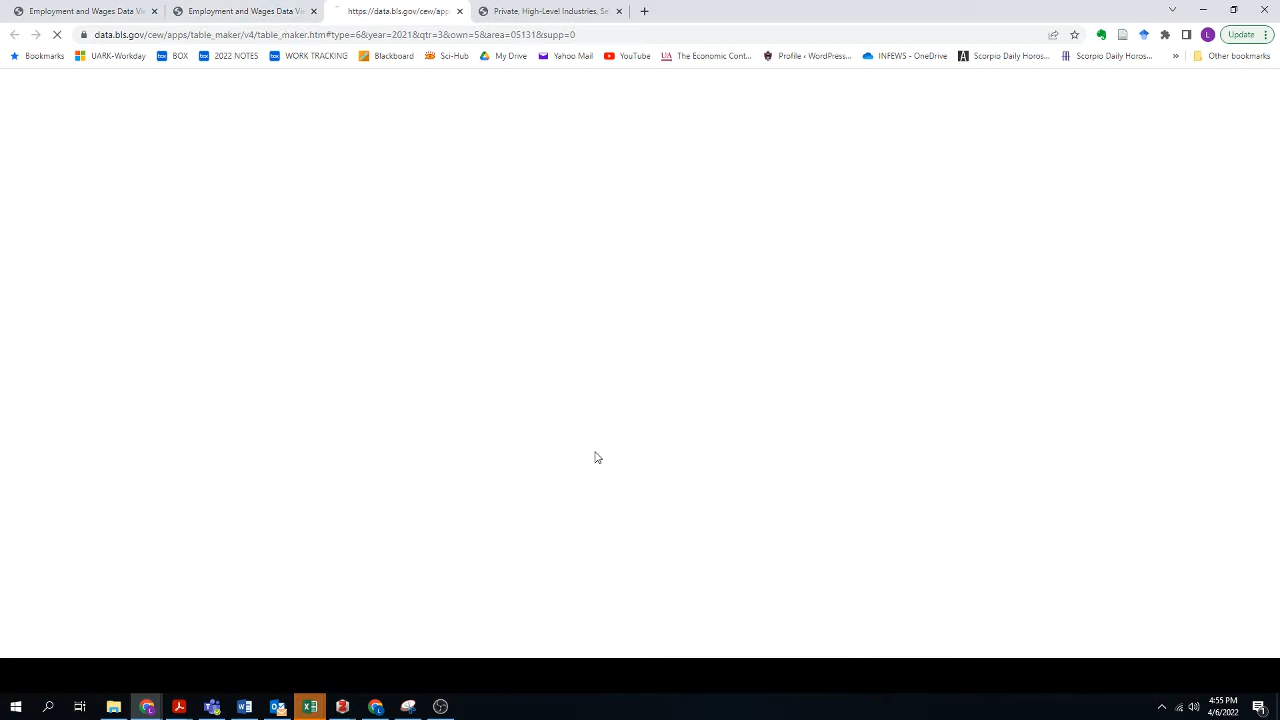 Employment and Wages Data Vie
Employment and Wages Data Vie
https://data.bls.gov/cew/app
Private, High-Level Industries, Se
data.bls.gov/cew/apps/table_maker/v4/table_maker.htm#type=6&year=2021&qtr=3&own=5&area=05131&supp=0
L
Update
Bookmarks
UARK-Workday
BOX
2022 NOTES
WORK TRACKING
Blackboard
Sci-Hub
My Drive
Yahoo Mail
YouTube
The Economic Cont...
Profile ‹ WordPress...
INFEWS - OneDrive
Scorpio Daily Horos...
Scorpio Daily Horos...
»
Other bookmarks
4:55 PM
4/6/2022